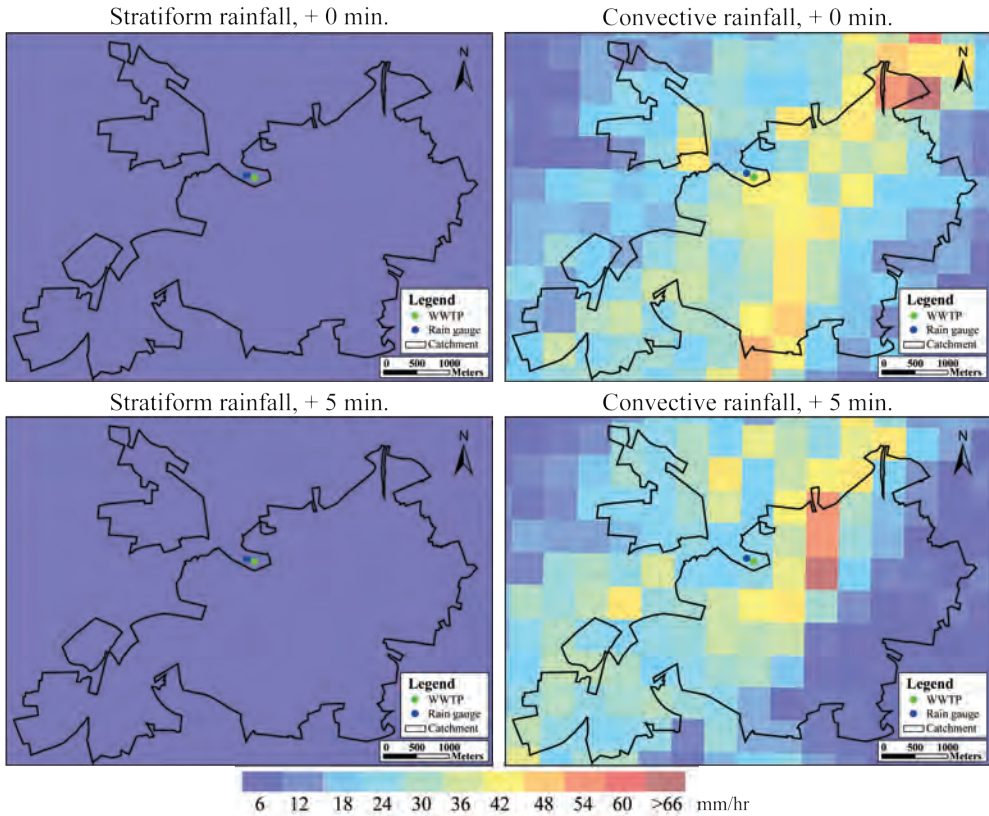 Stratiform rainfall, + 0 min.
N
Legend
WWTP
Rain gauge
Catchment
0 500 1000
Meters
Convective rainfall, + 0 min.
N
Legend
WWTP
Rain gauge
Catchment
0 500 1000
Meters
Stratiform rainfall, + 5 min.
N
Legend
WWTP
Rain gauge
Catchment
0 500 1000
Meters
Convective rainfall, + 5 min.
N
Legend
WWTP
Rain gauge
Catchment
0 500 1000
Meters
6 12 18 24 30 36 42 48 54 60 >66 mm/hr